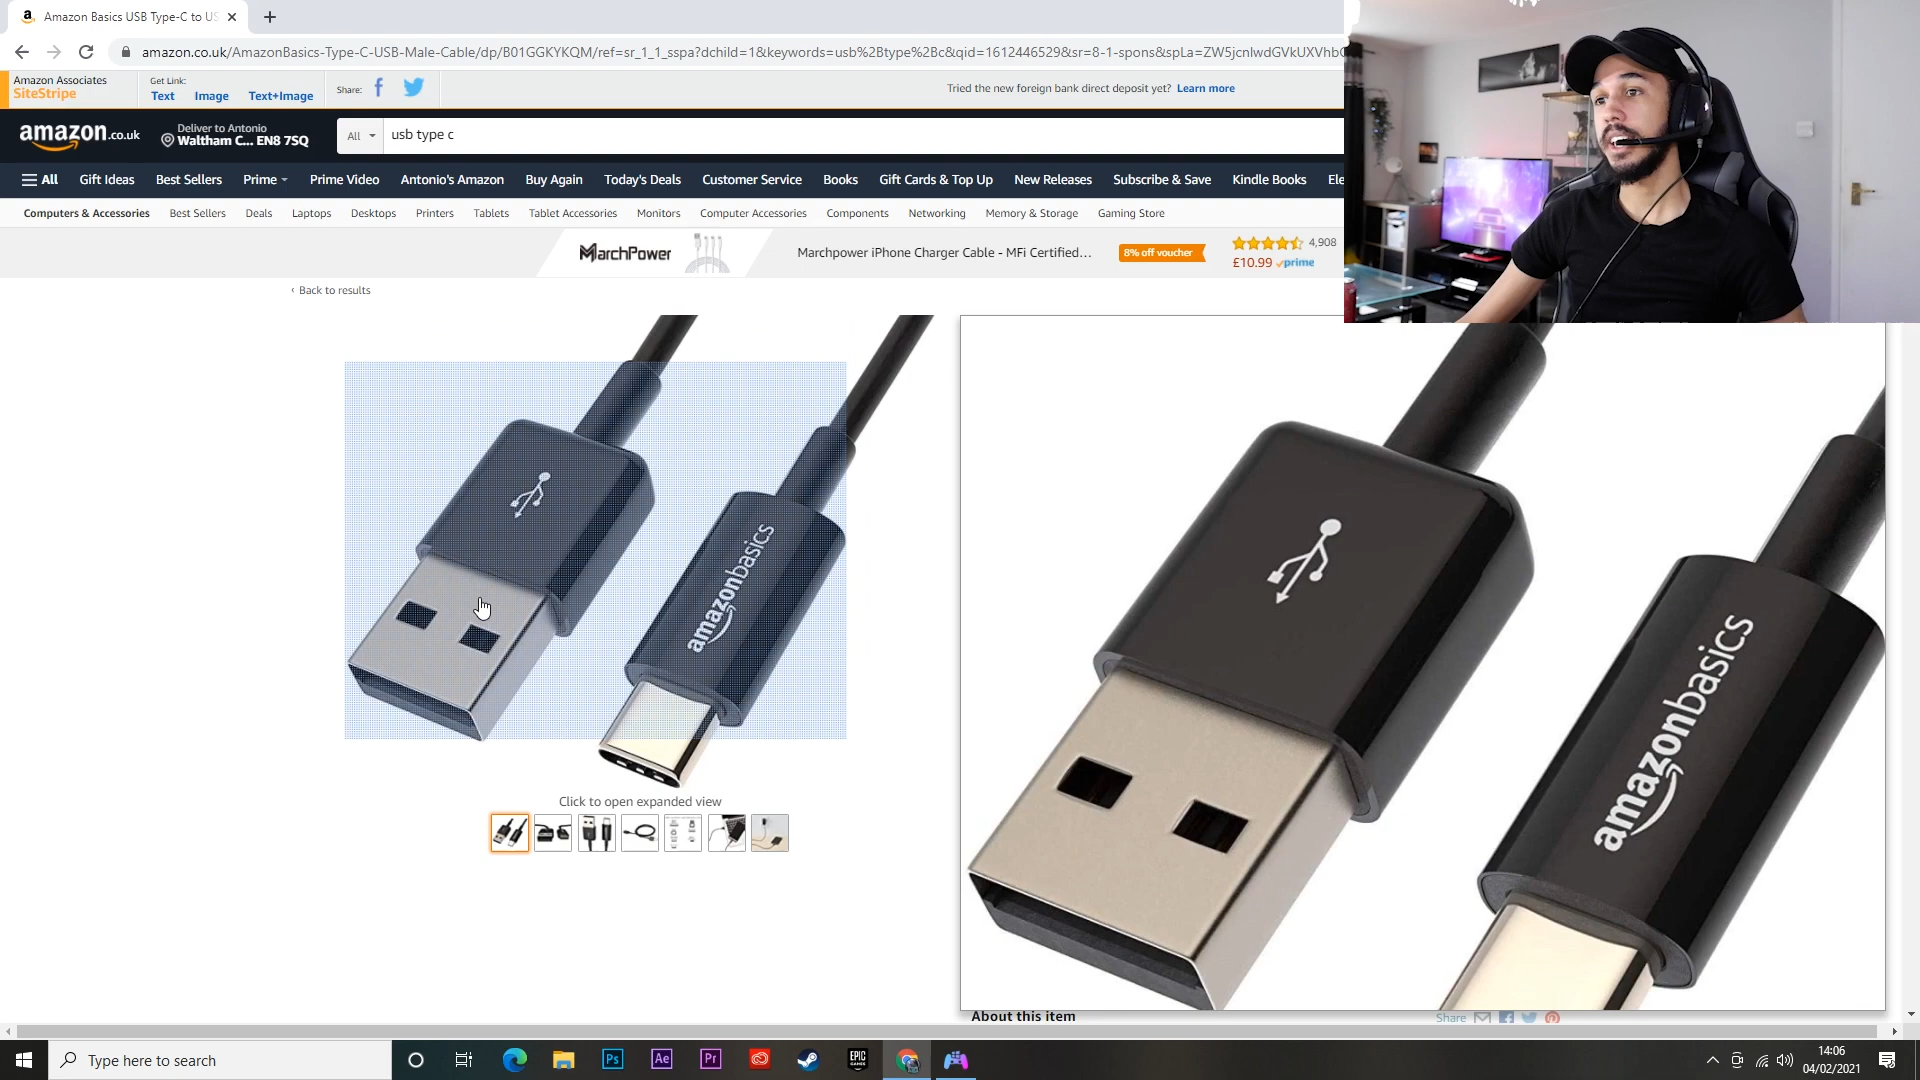 Amazon Basics USB Type-C to US
amazon.co.uk/AmazonBasics-Type-C-USB-Male-Cable/dp/B01GGKYKQM/ref=sr_1_1_sspa?dchild=1&keywords=usb%2Btype%2Bc&qid=1612446529&sr=8-1-spons&spLa=ZW5jcnlwdGVkUXVhb
Amazon Associates
SiteStripe
Get Link:
Text Image Text+Image
Share:
Tried the new foreign bank direct deposit yet? Learn more
amazon.co.uk
Deliver to Antonio
Waltham C... EN8 7SQ
All
usb type c
All Gift Ideas Best Sellers Prime Prime Video Antonio's Amazon Buy Again Today's Deals Customer Service Books Gift Cards & Top Up New Releases Subscribe & Save Kindle Books Ele
Computers & Accessories Best Sellers Deals Laptops Desktops Printers Tablets Tablet Accessories Monitors Computer Accessories Components Networking Memory & Storage Gaming Store
MarchPower
Marchpower iPhone Charger Cable - MFi Certified...
8% off voucher
4,908
£10.99 prime
‹ Back to results
amazonbasics
amazonbasics
Click to open expanded view
About this item
Share
Type here to search
Ps
Ae
Pr
EPIC
GAMES
14:06
04/02/2021